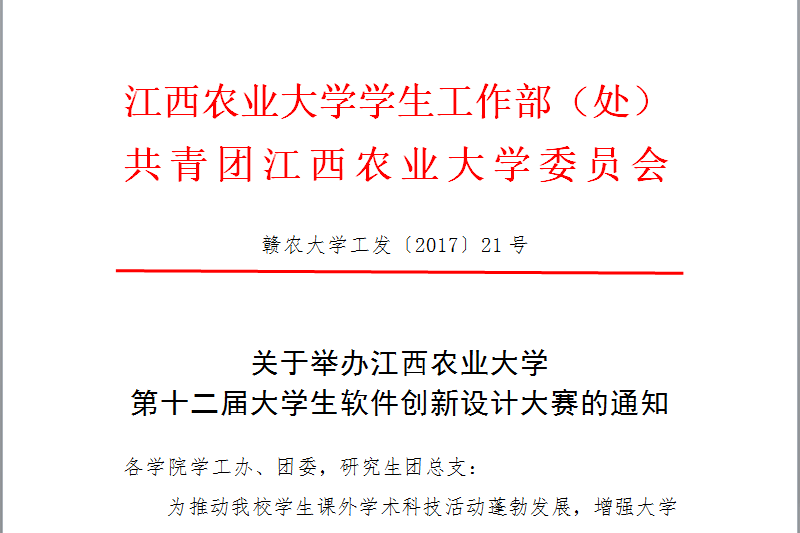 江西农业大学学生工作部（处）
共青团江西农业大学委员会
赣农大学工发〔2017〕21 号
关于举办江西农业大学
第十二届大学生软件创新设计大赛的通知
各学院学工办、团委，研究生团总支：
为推动我校学生课外学术科技活动蓬勃发展，增强大学